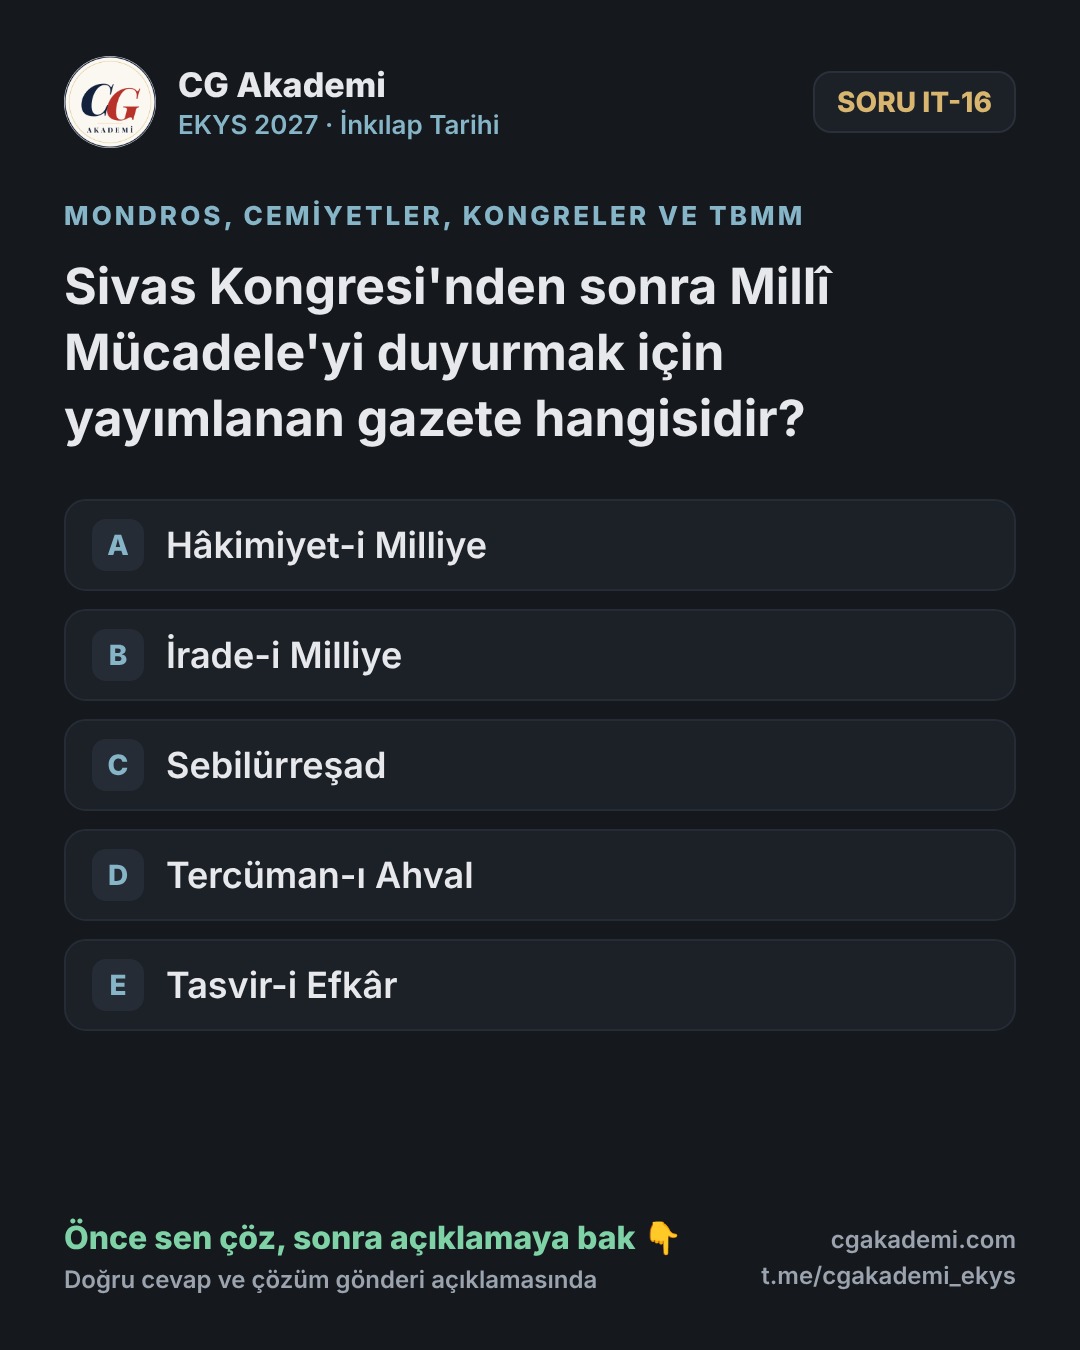 CG
AKADEMİ
CG Akademi
EKYS 2027 · İnkılap Tarihi
SORU IT-16
MONDROS, CEMİYETLER, KONGRELER VE TBMM
Sivas Kongresi'nden sonra Millî
Mücadele'yi duyurmak için
yayımlanan gazete hangisidir?
A Hâkimiyet-i Milliye
B İrade-i Milliye
C Sebilürreşad
D Tercüman-ı Ahval
E Tasvir-i Efkâr
Önce sen çöz, sonra açıklamaya bak 👇
Doğru cevap ve çözüm gönderi açıklamasında
cgakademi.com
t.me/cgakademi_ekys